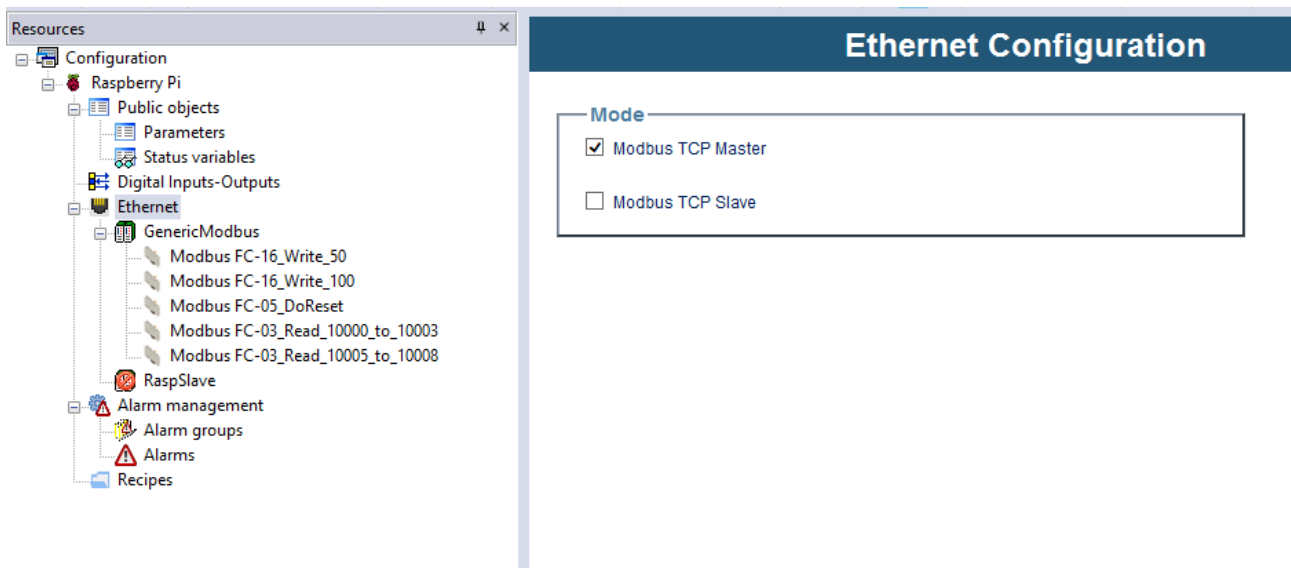 Resources
Configuration
Raspberry Pi
Public objects
Parameters
Status variables
Digital Inputs-Outputs
Ethernet
GenericModbus
Modbus FC-16_Write_50
Modbus FC-16_Write_100
Modbus FC-05_DoReset
Modbus FC-03_Read_10000_to_10003
Modbus FC-03_Read_10005_to_10008
RaspSlave
Alarm management
Alarm groups
Alarms
Recipes
Ethernet Configuration
Mode
Modbus TCP Master
Modbus TCP Slave